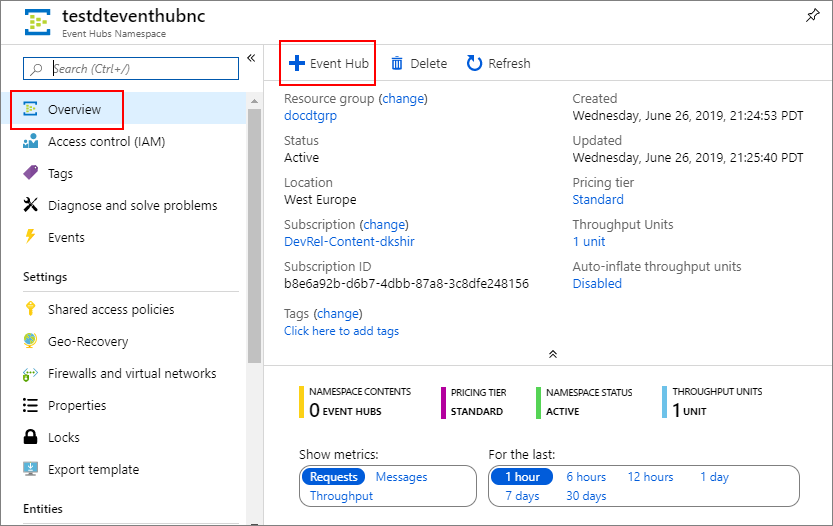 testdteventhubnc
Event Hubs Namespace
Search (Ctrl+/)
«
Overview
Access control (IAM)
Tags
Diagnose and solve problems
Events
Settings
Shared access policies
Geo-Recovery
Firewalls and virtual networks
Properties
Locks
Export template
Entities
Event Hub Delete Refresh
Resource group (change)
docdtgrp
Status
Active
Location
West Europe
Subscription (change)
DevRel-Content-dkshir
Subscription ID
b8e6a92b-d6b7-4dbb-87a8-3c8dfe248156
Tags (change)
Click here to add tags
Created
Wednesday, June 26, 2019, 21:24:53 PDT
Updated
Wednesday, June 26, 2019, 21:25:40 PDT
Pricing tier
Standard
Throughput Units
1 unit
Auto-inflate throughput units
Disabled
NAMESPACE CONTENTS
0 EVENT HUBS
PRICING TIER
STANDARD
NAMESPACE STATUS
ACTIVE
THROUGHPUT UNITS
1 UNIT
Show metrics:
Requests Messages
Throughput
For the last:
1 hour 6 hours 12 hours 1 day
7 days 30 days